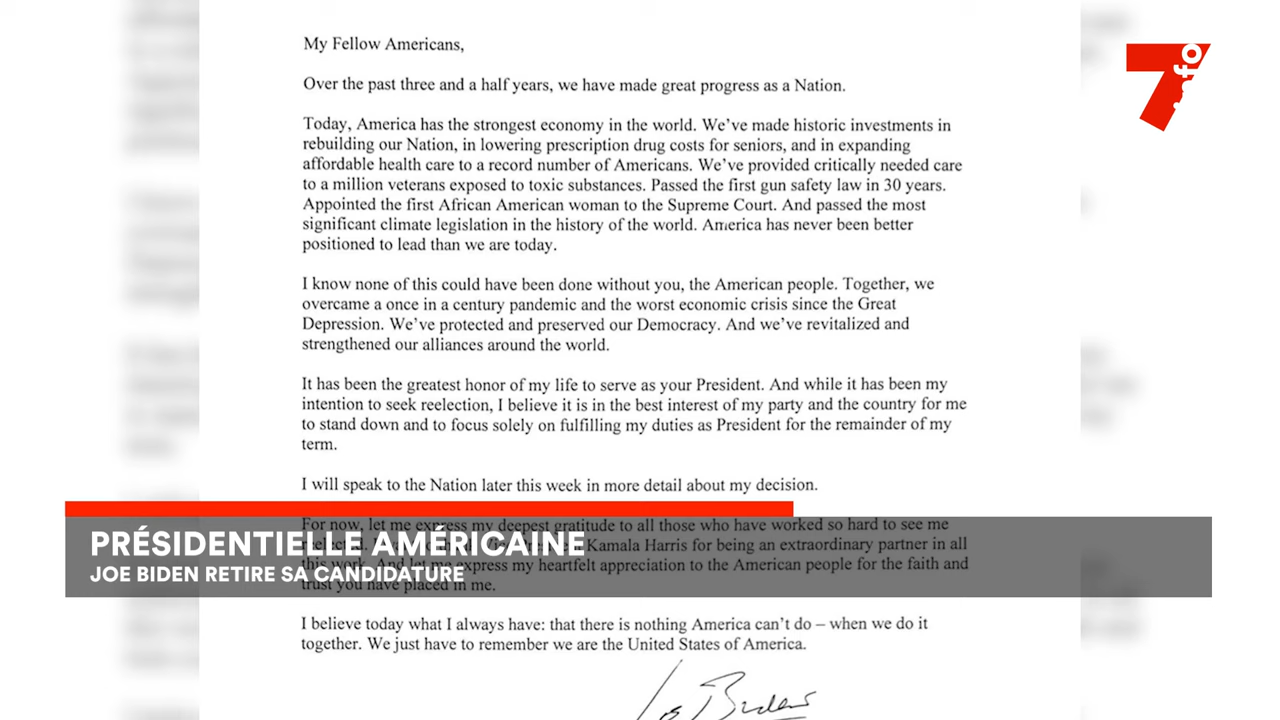 My Fellow Americans,
Over the past three and a half years, we have made great progress as a Nation.
Today, America has the strongest economy in the world. We've made historic investments in
rebuilding our Nation, in lowering prescription drug costs for seniors, and in expanding
affordable health care to a record number of Americans. We've provided critically needed care
to a million veterans exposed to toxic substances. Passed the first gun safety law in 30 years.
Appointed the first African American woman to the Supreme Court. And passed the most
significant climate legislation in the history of the world. America has never been better
positioned to lead than we are today.
I know none of this could have been done without you, the American people. Together, we
overcame a once in a century pandemic and the worst economic crisis since the Great
Depression. We've protected and preserved our Democracy. And we've revitalized and
strengthened our alliances around the world.
It has been the greatest honor of my life to serve as your President. And while it has been my
intention to seek reelection, I believe it is in the best interest of my party and the country for me
to stand down and to focus solely on fulfilling my duties as President for the remainder of my
term.
I will speak to the Nation later this week in more detail about my decision.
For now, let me express my deepest gratitude to all those who have worked so hard to see me
Kamala Harris for being an extraordinary partner in all
this work. And let me express my heartfelt appreciation to the American people for the faith and
trust you have placed in me.
I believe today what I always have: that there is nothing America can't do – when we do it
together. We just have to remember we are the United States of America.
Joe Biden
PRÉSIDENTIELLE AMÉRICAINE
JOE BIDEN RETIRE SA CANDIDATURE
7